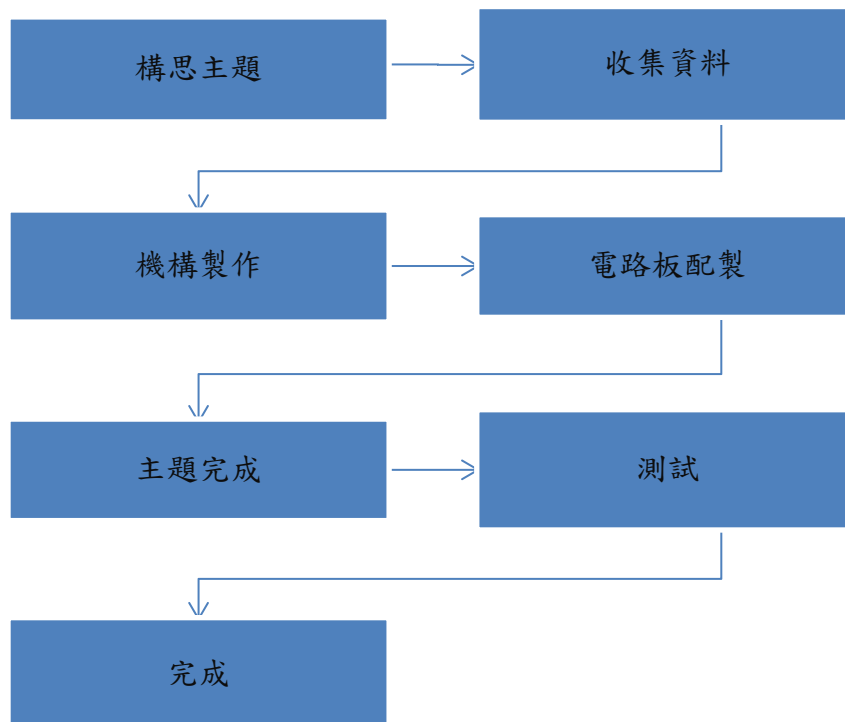 構思主題
收集資料
機構製作
電路板配製
主題完成
測試
完成